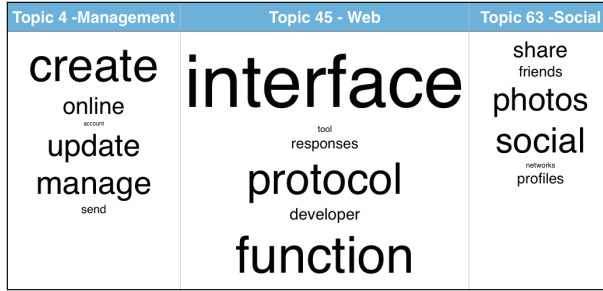 Topic 4 -Management
Topic 45 - Web
Topic 63 -Social
create
online
account
update
manage
send
interface
tool
responses
protocol
developer
function
share
friends
photos
social
networks
profiles